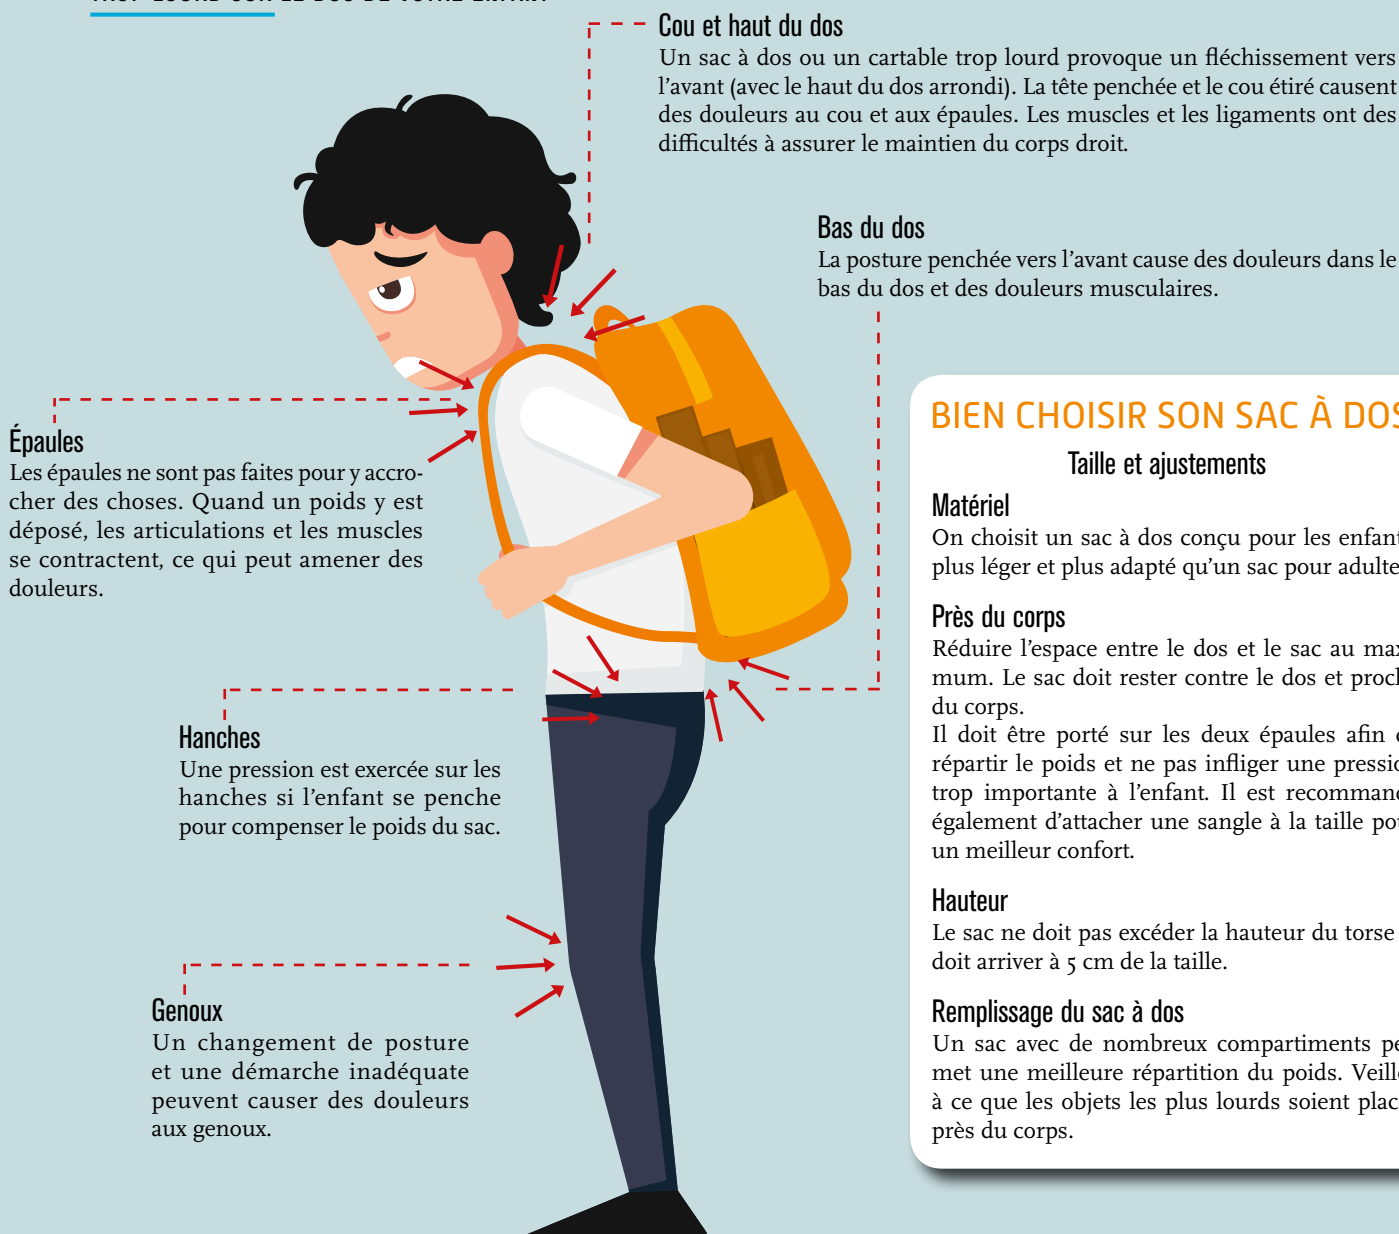 Cou et haut du dos
Un sac à dos ou un cartable trop lourd provoque un fléchissement vers
l'avant (avec le haut du dos arrondi). La tête penchée et le cou étiré causent
des douleurs au cou et aux épaules. Les muscles et les ligaments ont des
difficultés à assurer le maintien du corps droit.
Bas du dos
La posture penchée vers l'avant cause des douleurs dans le
bas du dos et des douleurs musculaires.
Épaules
Les épaules ne sont pas faites pour y accro-
cher des choses. Quand un poids y est
déposé, les articulations et les muscles
se contractent, ce qui peut amener des
douleurs.
Hanches
Une pression est exercée sur les
hanches si l'enfant se penche
pour compenser le poids du sac.
Genoux
Un changement de posture
et une démarche inadéquate
peuvent causer des douleurs
aux genoux.
BIEN CHOISIR SON SAC À DOS
Taille et ajustements
Matériel
On choisit un sac à dos conçu pour les enfant
plus léger et plus adapté qu'un sac pour adulte
Près du corps
Réduire l'espace entre le dos et le sac au max
mum. Le sac doit rester contre le dos et proch
du corps.
Il doit être porté sur les deux épaules afin
répartir le poids et ne pas infliger une pressio
trop importante à l'enfant. Il est recommand
également d'attacher une sangle à la taille pou
un meilleur confort.
Hauteur
Le sac ne doit pas excéder la hauteur du torse
doit arriver à 5 cm de la taille.
Remplissage du sac à dos
Un sac avec de nombreux compartiments pe
met une meilleure répartition du poids. Veille
à ce que les objets les plus lourds soient plac
près du corps.